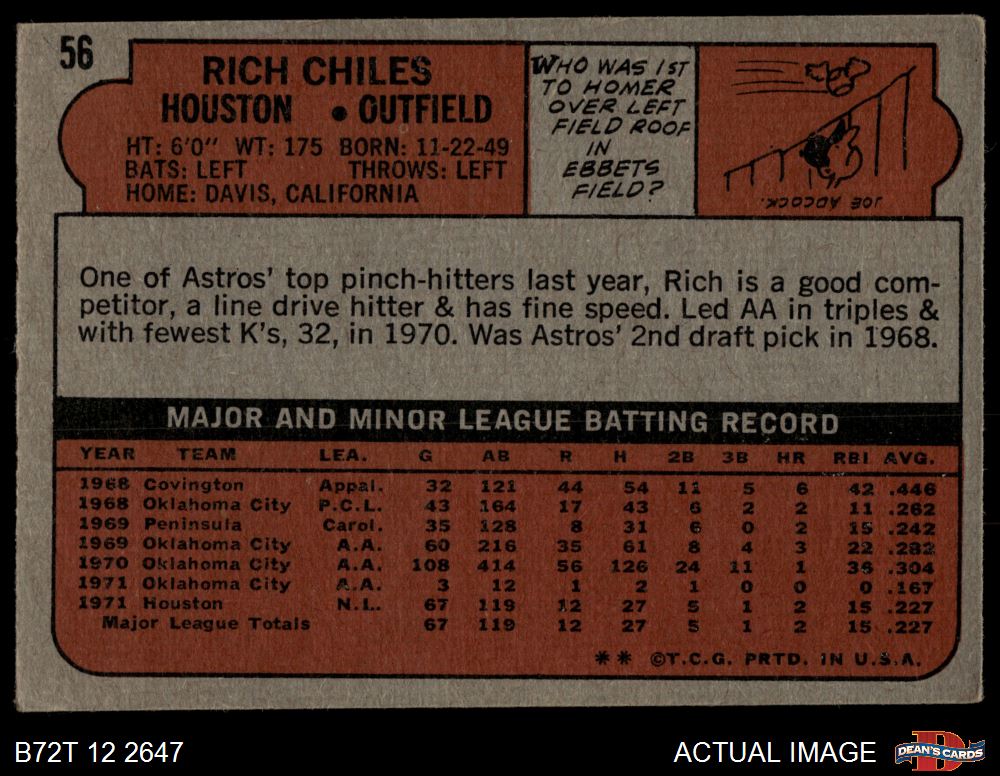 56
RICH CHILES
HOUSTON • OUTFIELD
HT: 6'0" WT: 175 BORN: 11-22-49
BATS: LEFT THROWS: LEFT
HOME: DAVIS, CALIFORNIA
WHO WAS 1ST
TO HOMER
OVER LEFT
FIELD ROOF
IN
EBBETS
FIELD?
JOE ADCOCK.
One of Astros' top pinch-hitters last year, Rich is a good com-
petitor, a line drive hitter & has fine speed. Led AA in triples &
with fewest K's, 32, in 1970. Was Astros' 2nd draft pick in 1968.
MAJOR AND MINOR LEAGUE BATTING RECORD
YEAR TEAM LEA. G AB R H 2B 3B HR RBI AVG.
1968 Covington Appal. 32 121 44 54 11 5 6 42 .446
1968 Oklahoma City P.C.L. 43 164 17 43 6 2 2 11 .262
1969 Peninsula Carol. 35 128 8 31 6 0 2 15 .242
1969 Oklahoma City A.A. 60 216 35 61 8 4 3 22 .282
1970 Oklahoma City A.A. 108 414 56 126 24 11 1 38 .304
1971 Oklahoma City A.A. 3 12 1 2 1 0 0 0 .167
1971 Houston N.L. 67 119 12 27 5 1 2 15 .227
Major League Totals 67 119 12 27 5 1 2 15 .227
** ©T.C.G. PRTD. IN U.S.A.
B72T 12 2647
ACTUAL IMAGE
DEAN'S CARDS